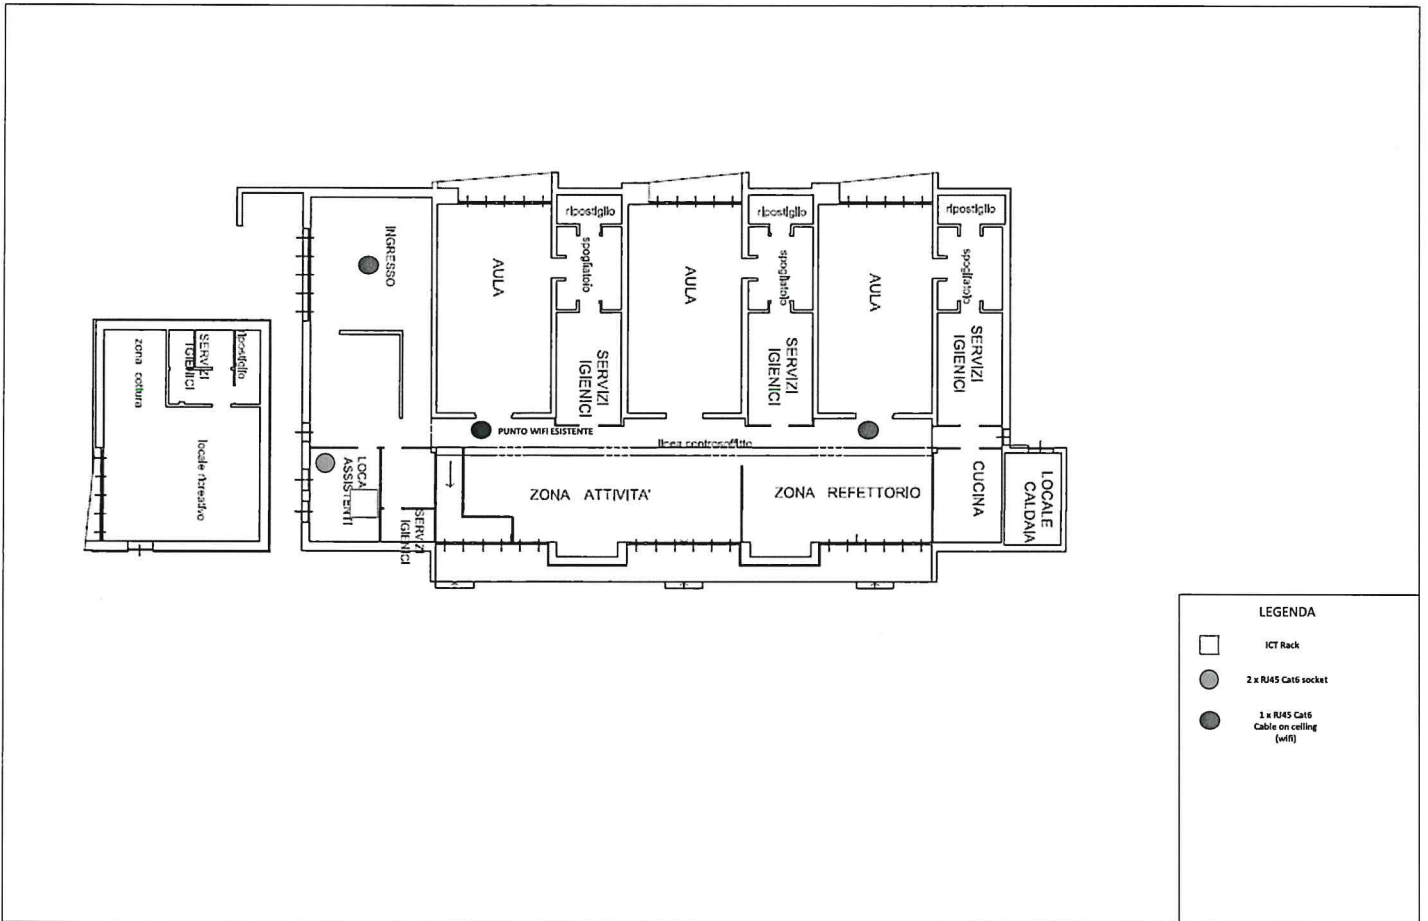 ripostiglio
ripostiglio
ripostiglio
INGRESSO
AULA
spogliatoio
AULA
spogliatoio
AULA
spogliatoio
zona cottura
SERVIZI
IGIENICI
ripostiglio
locale ricreativo
SERVIZI
IGIENICI
SERVIZI
IGIENICI
SERVIZI
IGIENICI
PUNTO WIFI ESISTENTE
linea controsoffitto
LOCA
ASSISTENTI
SERVIZI
IGIENICI
ZONA ATTIVITA'
ZONA REFETTORIO
CUCINA
LOCALE
CALDAIA
LEGENDA
ICT Rack
2 x RJ45 Cat6 socket
1 x RJ45 Cat6
Cable on ceiling
(wifi)